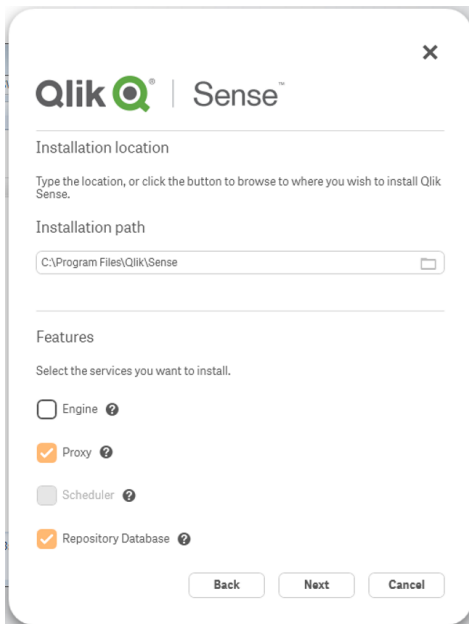 Qlik Q® | Sense™
Installation location
Type the location, or click the button to browse to where you wish to install Qlik
Sense.
Installation path
C:\Program Files\Qlik\Sense
Features
Select the services you want to install.
Engine ?
Proxy ?
Scheduler ?
Repository Database ?
Back Next Cancel